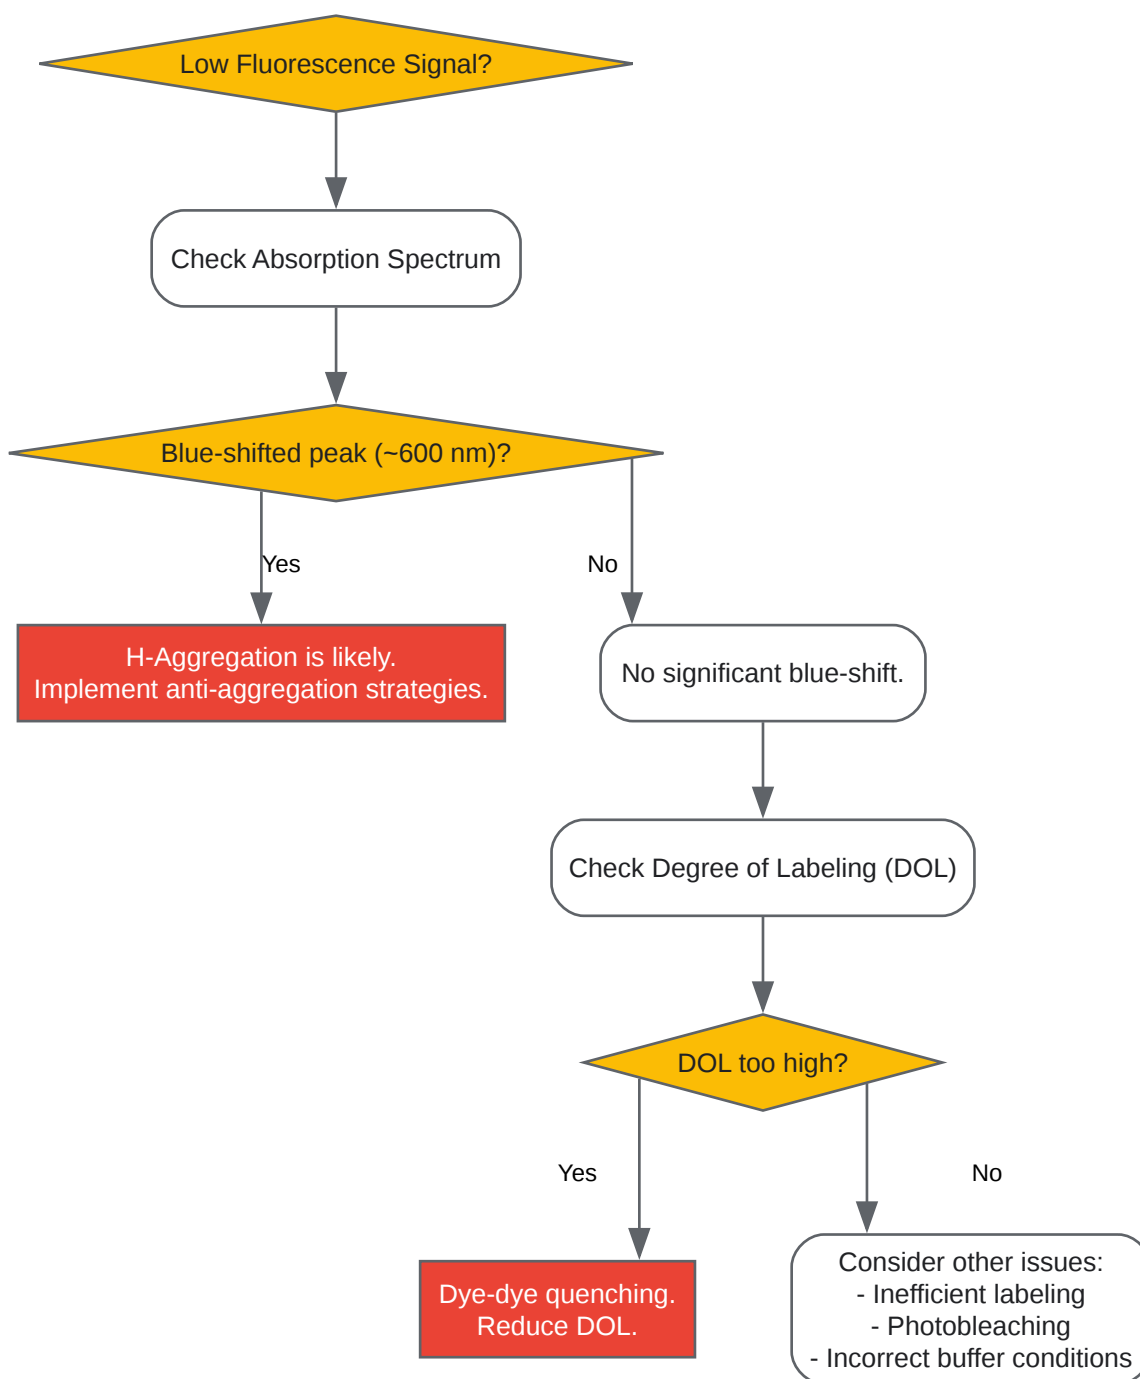 Low Fluorescence Signal?
Check Absorption Spectrum
Blue-shifted peak (~600 nm)?
Yes
No
H-Aggregation is likely.
Implement anti-aggregation strategies.
No significant blue-shift.
Check Degree of Labeling (DOL)
DOL too high?
Yes
No
Dye-dye quenching.
Reduce DOL.
Consider other issues:
- Inefficient labeling
- Photobleaching
- Incorrect buffer conditions